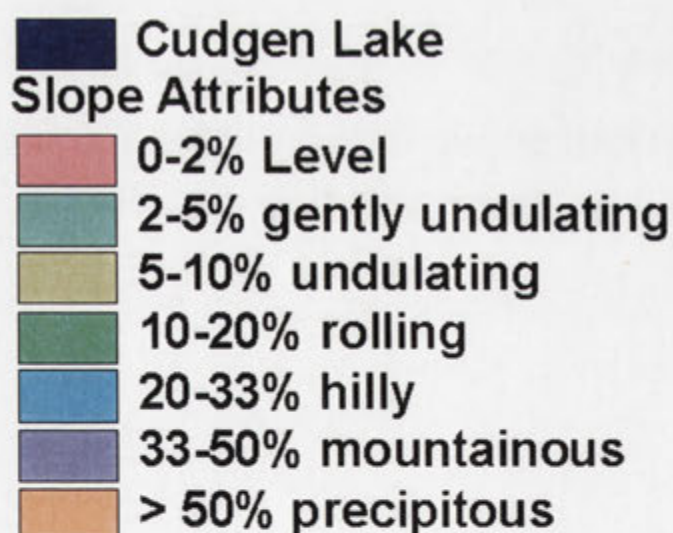 Cudgen Lake
Slope Attributes
0-2% Level
2-5% gently undulating
5-10% undulating
10-20% rolling
20-33% hilly
33-50% mountainous
> 50% precipitous